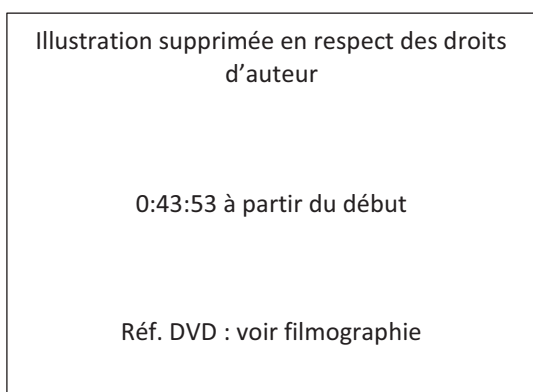 Illustration supprimée en respect des droits
d’auteur
0:43:53 à partir du début
Réf. DVD : voir filmographie